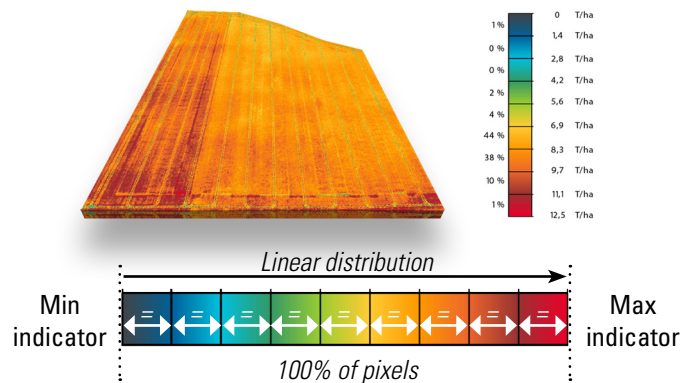 0 T/ha
1%
1,4 T/ha
0 %
2,8 T/ha
0 %
4,2 T/ha
2 %
5,6 T/ha
4 %
6,9 T/ha
44 %
8,3 T/ha
38 %
9,7 T/ha
10 %
11,1 T/ha
1%
12,5 T/ha
Linear distribution
Min
indicator
= = = = = = = = =
Max
indicator
100% of pixels